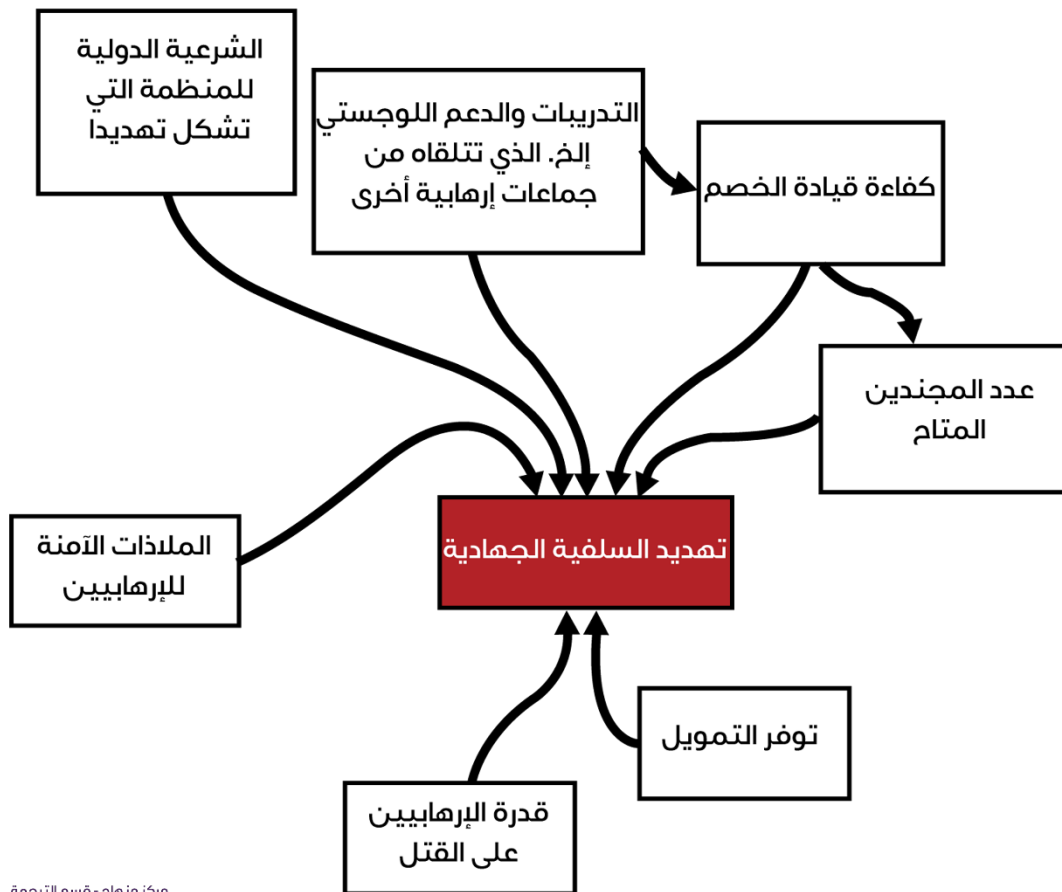 الشرعية الدولية
للمنظمة التي
تشكل تهديدا
التدريبات والدعم اللوجستي
إلخ. الذي تتلقاه من
جماعات إرهابية أخرى
كفاءة قيادة الخصم
عدد المجندين
المتاح
تهديد السلفية الجهادية
الملاذات الآمنة
للإرهابيين
توفر التمويل
قدرة الإرهابيين
على القتل